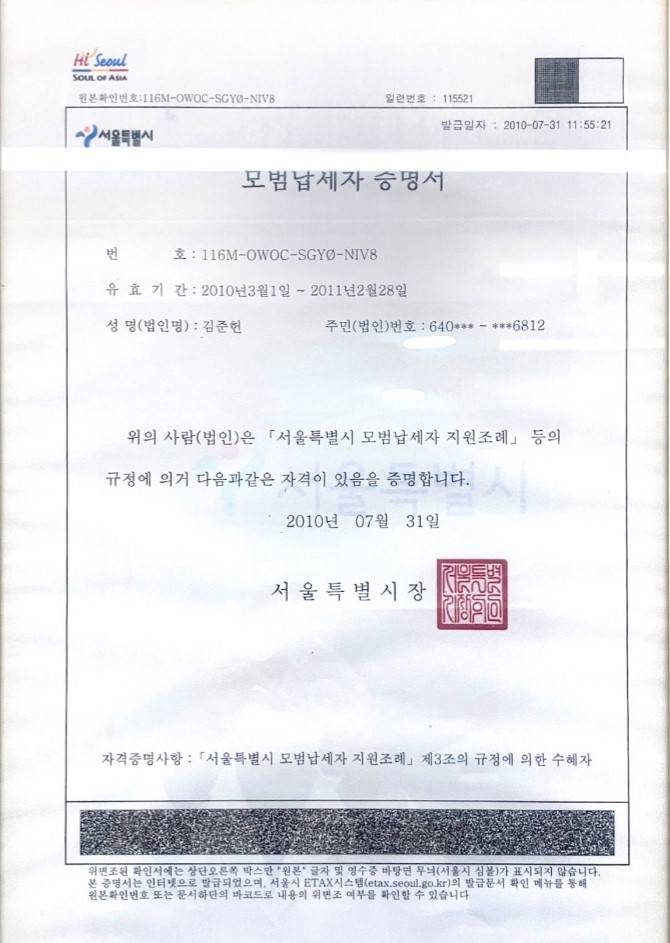 Hi Seoul
SOUL OF ASIA
원본확인번호:116M-OWOC-SGYØ-NIV8 일련번호 : 115521
서울특별시 발급일자 : 2010-07-31 11:55:21
모범납세자 증명서
번 호 : 116M-OWOC-SGYØ-NIV8
유 효 기 간 : 2010년3월1일 ~ 2011년2월28일
성 명(법인명) : 김준헌 주민(법인)번호 : 640*** - ***6812
위의 사람(법인)은 「서울특별시 모범납세자 지원조례」 등의
규정에 의거 다음과같은 자격이 있음을 증명합니다.
서울특별시
2010년 07월 31일
서 울 특 별 시 장
자격증명사항 : 「서울특별시 모범납세자 지원조례」 제3조의 규정에 의한 수혜자
위변조된 확인서에는 상단오른쪽 박스만 "원본" 글자 및 영수증 바탕면 무늬(서울시 심볼)가 표시되지 않습니다.
본 증명서는 인터넷으로 발급되었으며, 서울시 ETAX시스템(etax.seoul.go.kr)의 발급문서 확인 메뉴를 통해
원본확인번호 또는 문서하단의 바코드로 내용의 위변조 여부를 확인할 수 있습니다